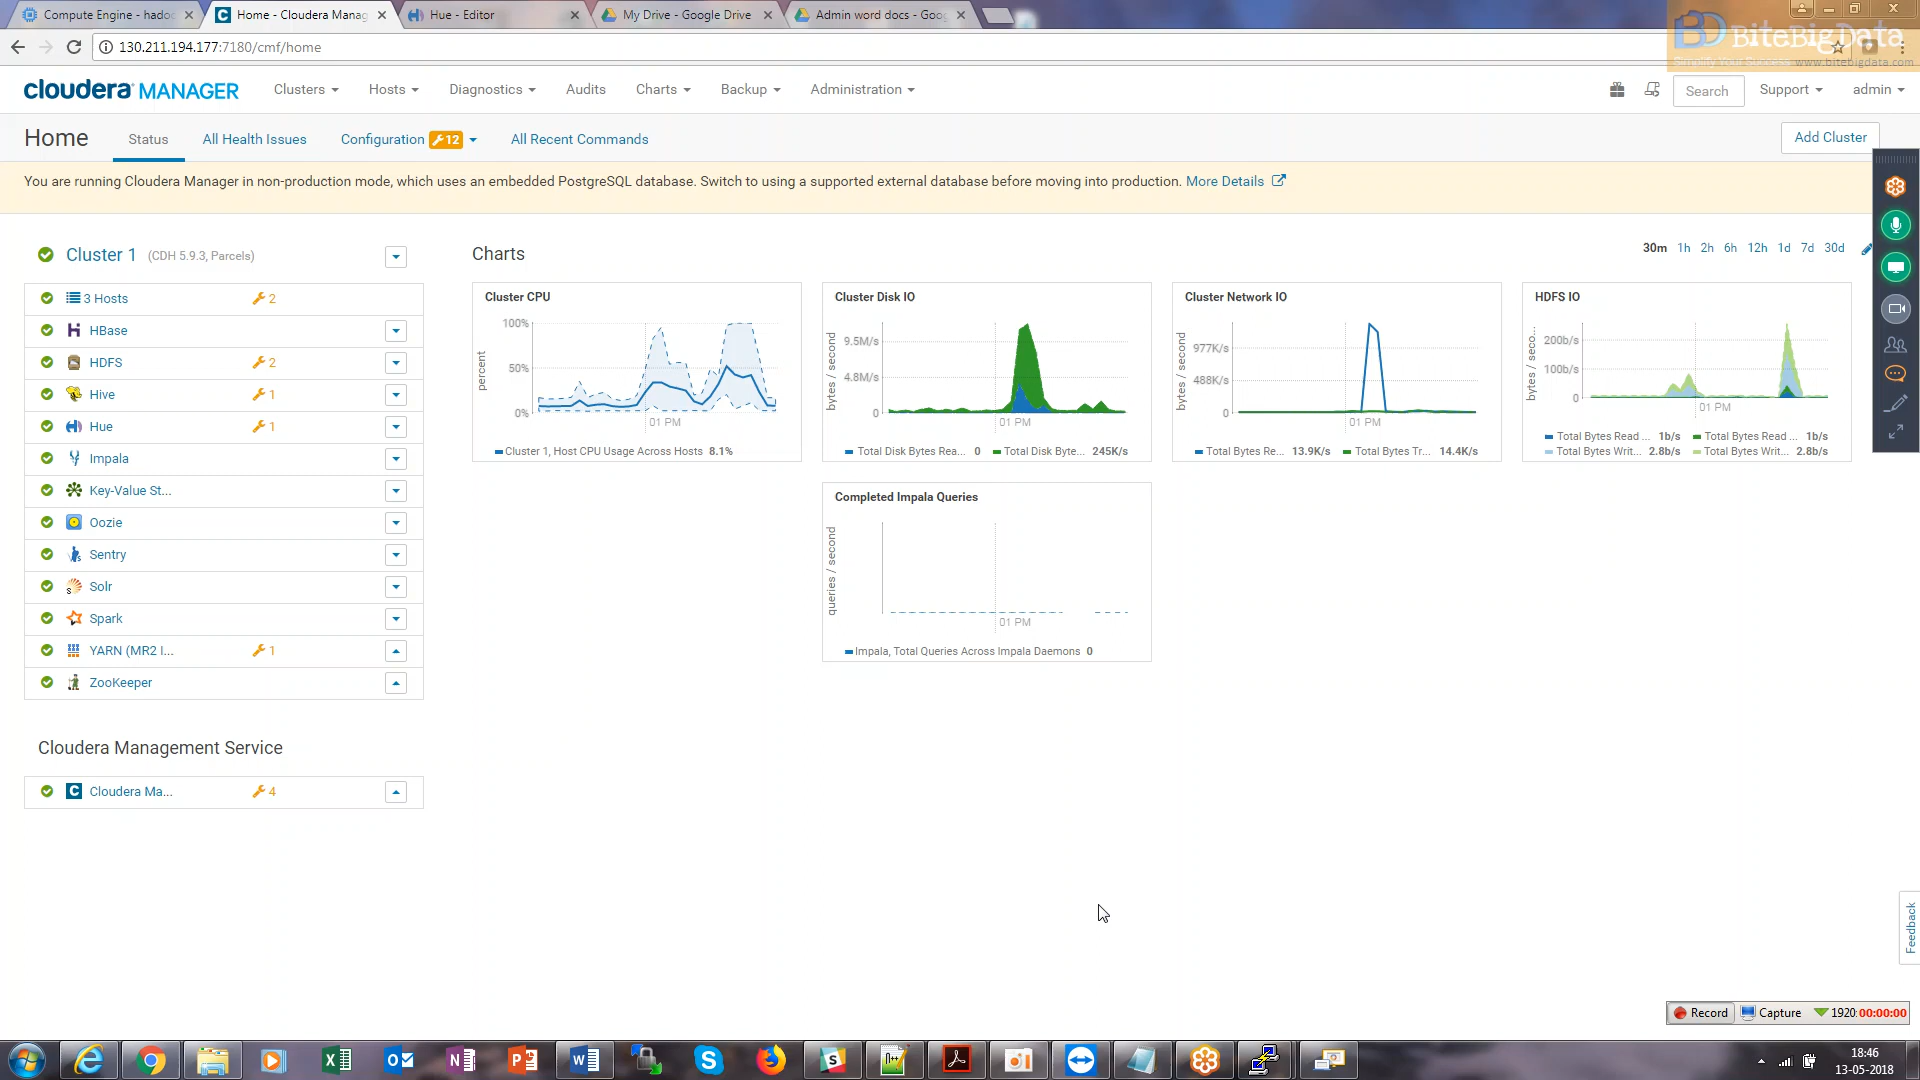 Compute Engine - hado
Home - Cloudera Manag
Hue - Editor
My Drive - Google Drive
Admin word docs - Goo
130.211.194.177:7180/cmf/home
BD BiteBigData
Simplify Your Success www.bitebigdata.com
cloudera MANAGER
Clusters
Hosts
Diagnostics
Audits
Charts
Backup
Administration
Search
Support
admin
Home
Status
All Health Issues
Configuration 12
All Recent Commands
Add Cluster
You are running Cloudera Manager in non-production mode, which uses an embedded PostgreSQL database. Switch to using a supported external database before moving into production. More Details
Cluster 1 (CDH 5.9.3, Parcels)
3 Hosts 2
HBase
HDFS 2
Hive 1
Hue 1
Impala
Key-Value St...
Oozie
Sentry
Solr
Spark
YARN (MR2 I... 1
ZooKeeper
Cloudera Management Service
Cloudera Ma... 4
Charts
30m 1h 2h 6h 12h 1d 7d 30d
Cluster CPU
percent
100%
50%
0%
01 PM
Cluster 1, Host CPU Usage Across Hosts 8.1%
Cluster Disk IO
bytes / second
9.5M/s
4.8M/s
0
01 PM
Total Disk Bytes Rea... 0 Total Disk Byte... 245K/s
Cluster Network IO
bytes / second
977K/s
488K/s
0
01 PM
Total Bytes Re... 13.9K/s Total Bytes Tr... 14.4K/s
HDFS IO
bytes / seco...
200b/s
100b/s
0
01 PM
Total Bytes Read ... 1b/s Total Bytes Read ... 1b/s
Total Bytes Writ... 2.8b/s Total Bytes Writ... 2.8b/s
Completed Impala Queries
queries / second
01 PM
Impala, Total Queries Across Impala Daemons 0
Feedback
Record Capture 1920 00:00:00
18:46
13-05-2018